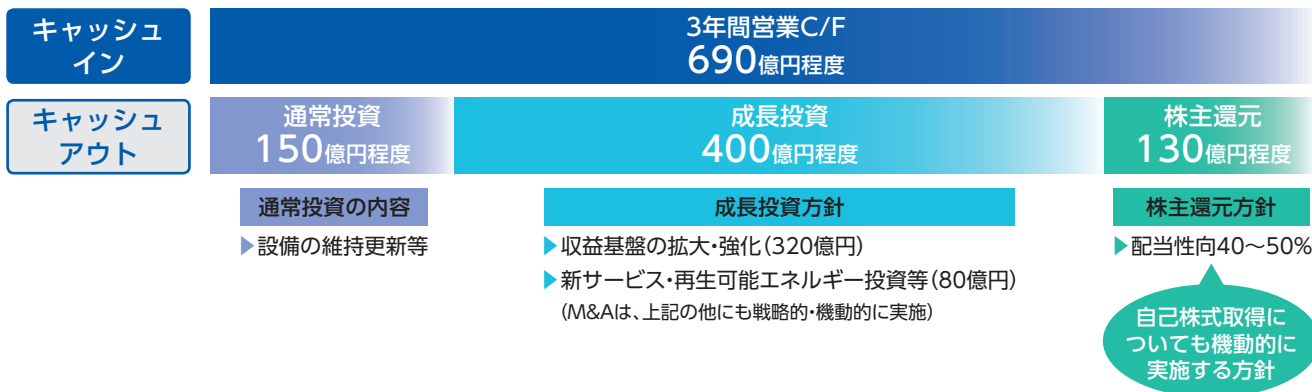 キャッシュ
イン
3年間営業C/F
690億円程度
キャッシュ
アウト
通常投資
150億円程度
成長投資
400億円程度
株主還元
130億円程度
通常投資の内容
▶設備の維持更新等
成長投資方針
▶収益基盤の拡大・強化(320億円)
▶新サービス・再生可能エネルギー投資等(80億円)
(M&Aは、上記の他にも戦略的・機動的に実施)
株主還元方針
▶配当性向40〜50%
自己株式取得に
ついても機動的に
実施する方針